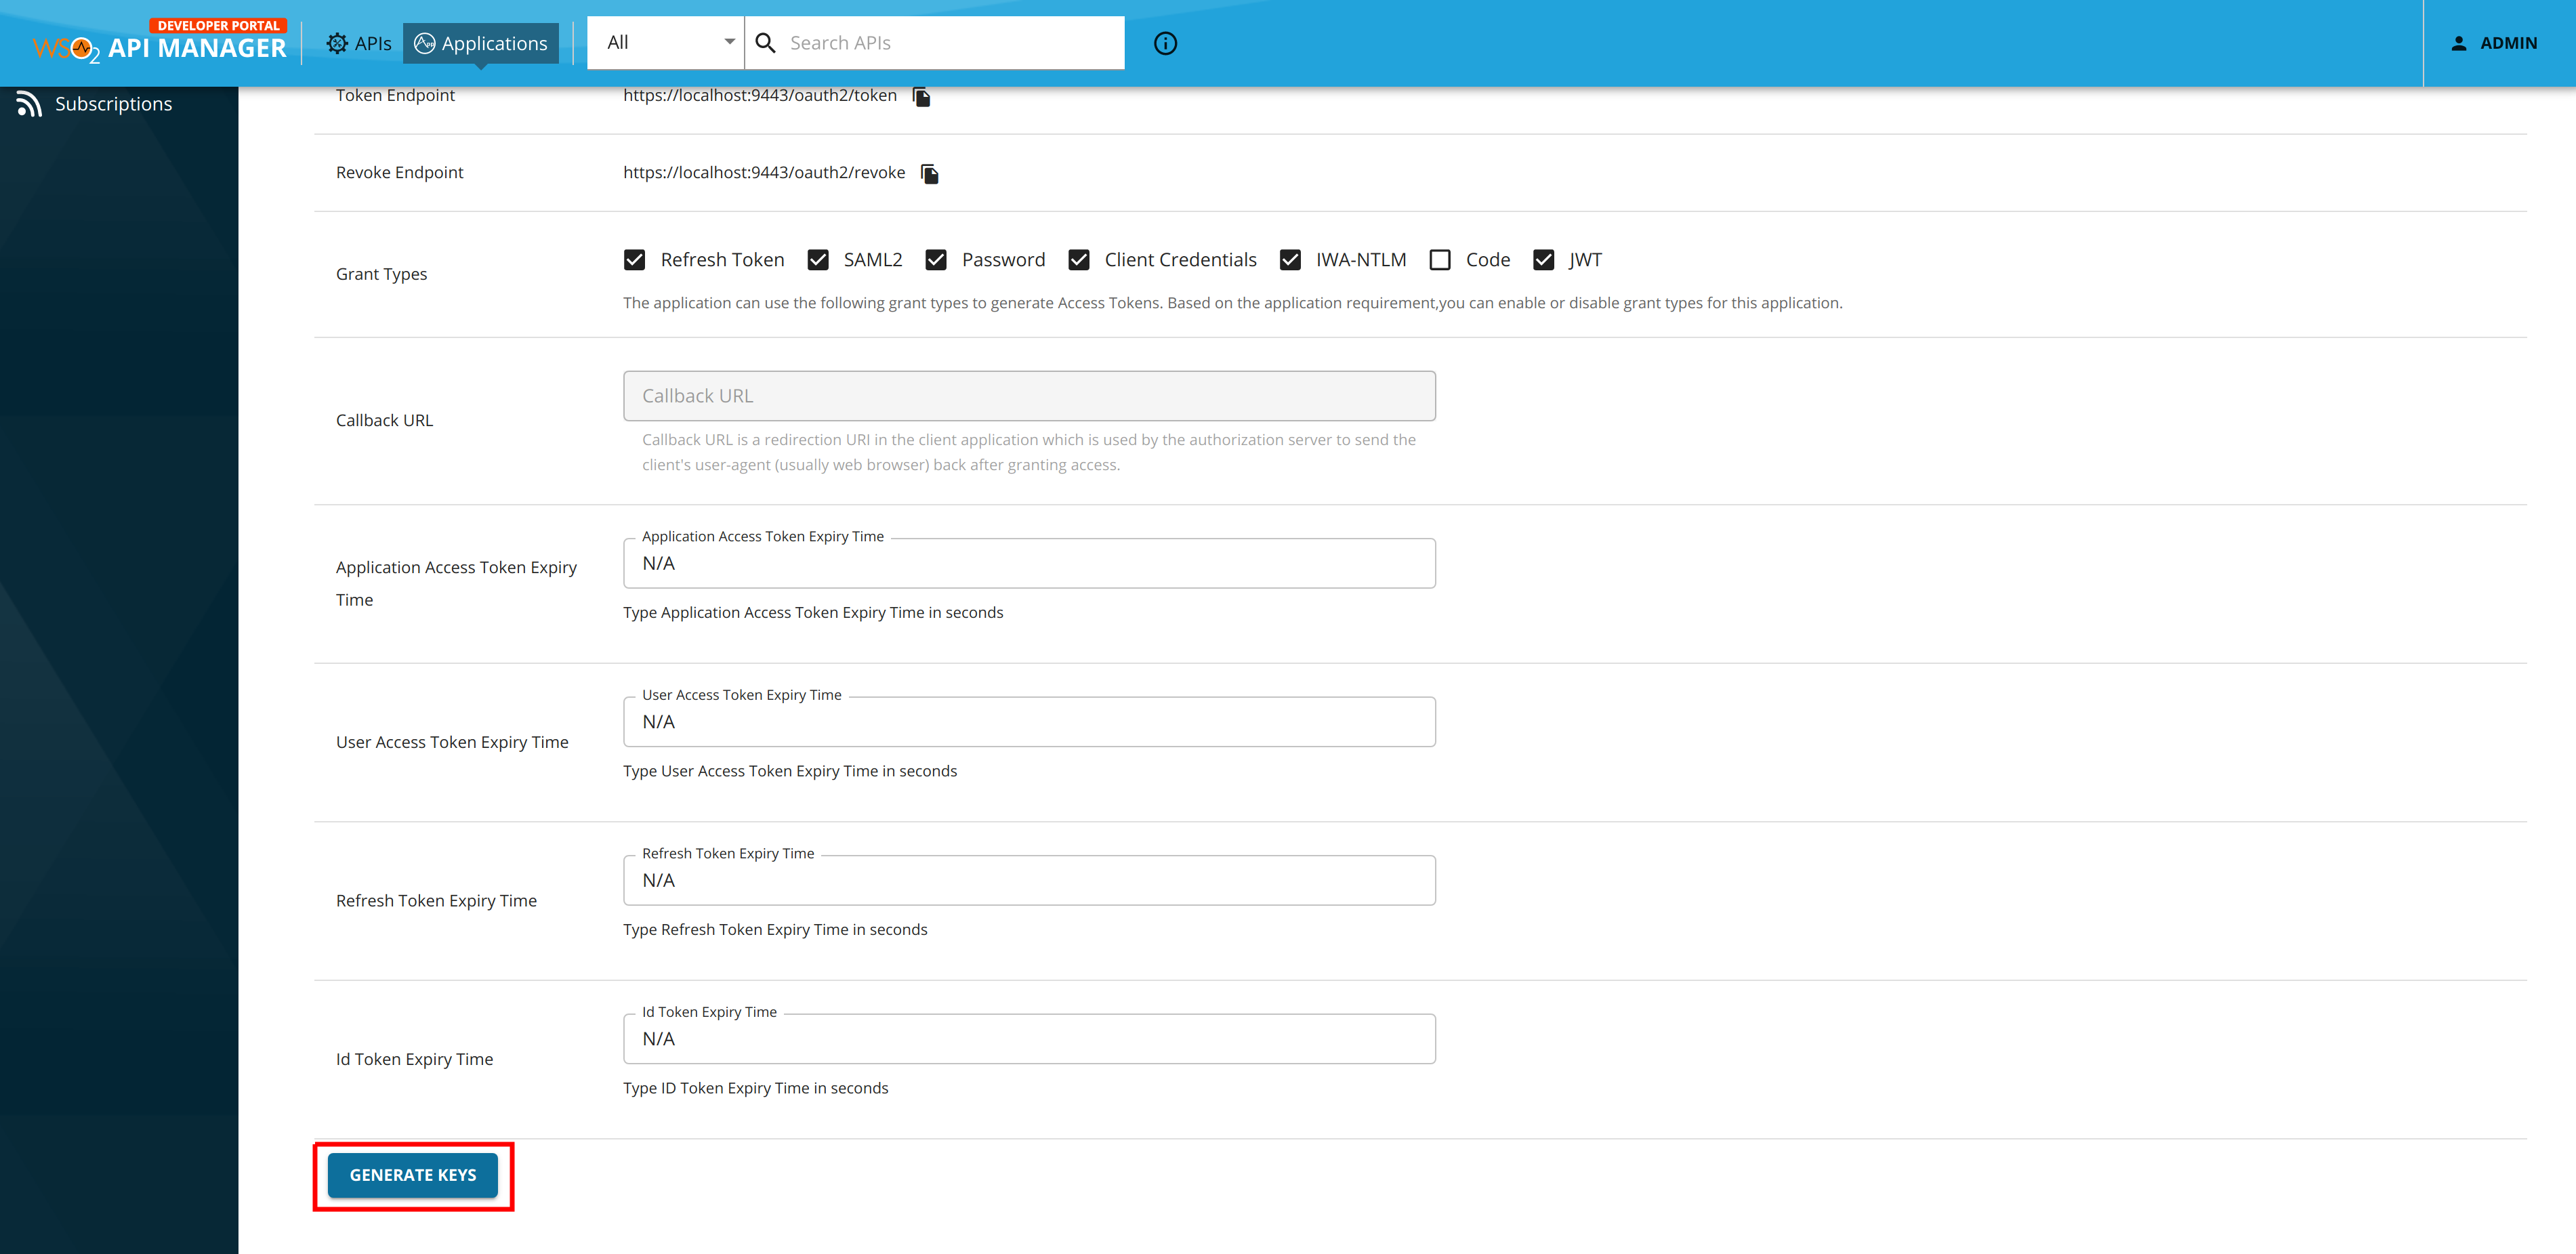 DEVELOPER PORTAL
WSO2 API MANAGER
APIs
App Applications
All
Search APIs
ADMIN
Subscriptions
Token Endpoint
https://localhost:9443/oauth2/token
Revoke Endpoint
https://localhost:9443/oauth2/revoke
Grant Types
Refresh Token SAML2 Password Client Credentials IWA-NTLM Code JWT
The application can use the following grant types to generate Access Tokens. Based on the application requirement,you can enable or disable grant types for this application.
Callback URL
Callback URL
Callback URL is a redirection URI in the client application which is used by the authorization server to send the
client's user-agent (usually web browser) back after granting access.
Application Access Token Expiry
Time
Application Access Token Expiry Time
N/A
Type Application Access Token Expiry Time in seconds
User Access Token Expiry Time
User Access Token Expiry Time
N/A
Type User Access Token Expiry Time in seconds
Refresh Token Expiry Time
Refresh Token Expiry Time
N/A
Type Refresh Token Expiry Time in seconds
Id Token Expiry Time
Id Token Expiry Time
N/A
Type ID Token Expiry Time in seconds
GENERATE KEYS